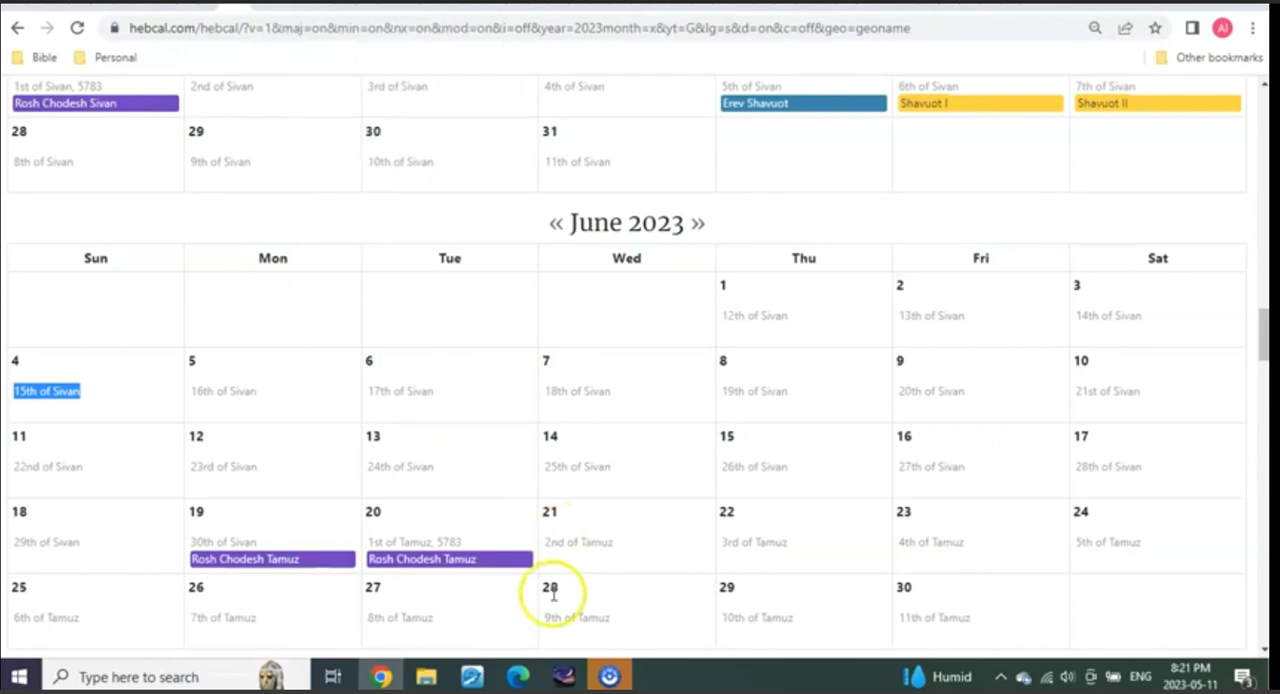 hebcal.com/hebcal/?v=1&maj=on&min=on&nx=on&mod=on&i=off&year=2023month=x&yt=G&lg=s&d=on&c=off&geo=geoname
AI
Bible Personal Other bookmarks
1st of Sivan, 5783 2nd of Sivan 3rd of Sivan 4th of Sivan 5th of Sivan 6th of Sivan 7th of Sivan
Rosh Chodesh Sivan Erev Shavuot Shavuot I Shavuot II
28 29 30 31
8th of Sivan 9th of Sivan 10th of Sivan 11th of Sivan
« June 2023 »
Sun Mon Tue Wed Thu Fri Sat
1 2 3
12th of Sivan 13th of Sivan 14th of Sivan
4 5 6 7 8 9 10
15th of Sivan 16th of Sivan 17th of Sivan 18th of Sivan 19th of Sivan 20th of Sivan 21st of Sivan
11 12 13 14 15 16 17
22nd of Sivan 23rd of Sivan 24th of Sivan 25th of Sivan 26th of Sivan 27th of Sivan 28th of Sivan
18 19 20 21 22 23 24
29th of Sivan 30th of Sivan 1st of Tamuz, 5783 2nd of Tamuz 3rd of Tamuz 4th of Tamuz 5th of Tamuz
Rosh Chodesh Tamuz Rosh Chodesh Tamuz
25 26 27 28 29 30
6th of Tamuz 7th of Tamuz 8th of Tamuz 9th of Tamuz 10th of Tamuz 11th of Tamuz
Type here to search Humid ENG 8:21 PM
2023-05-11 3